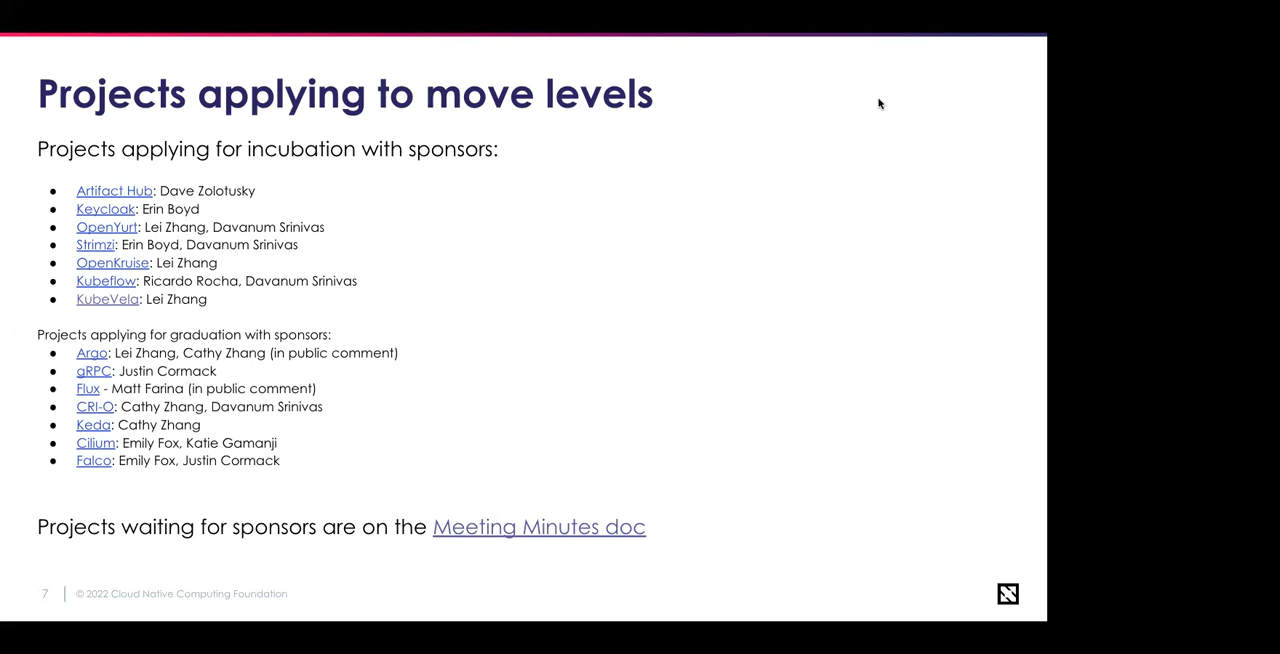 Projects applying to move levels
Projects applying for incubation with sponsors:
● Artifact Hub: Dave Zolotusky
● Keycloak: Erin Boyd
● OpenYurt: Lei Zhang, Davanum Srinivas
● Strimzi: Erin Boyd, Davanum Srinivas
● OpenKruise: Lei Zhang
● Kubeflow: Ricardo Rocha, Davanum Srinivas
● KubeVela: Lei Zhang
Projects applying for graduation with sponsors:
● Argo: Lei Zhang, Cathy Zhang (in public comment)
● gRPC: Justin Cormack
● Flux - Matt Farina (in public comment)
● CRI-O: Cathy Zhang, Davanum Srinivas
● Keda: Cathy Zhang
● Cilium: Emily Fox, Katie Gamanji
● Falco: Emily Fox, Justin Cormack
Projects waiting for sponsors are on the Meeting Minutes doc
7 | © 2022 Cloud Native Computing Foundation